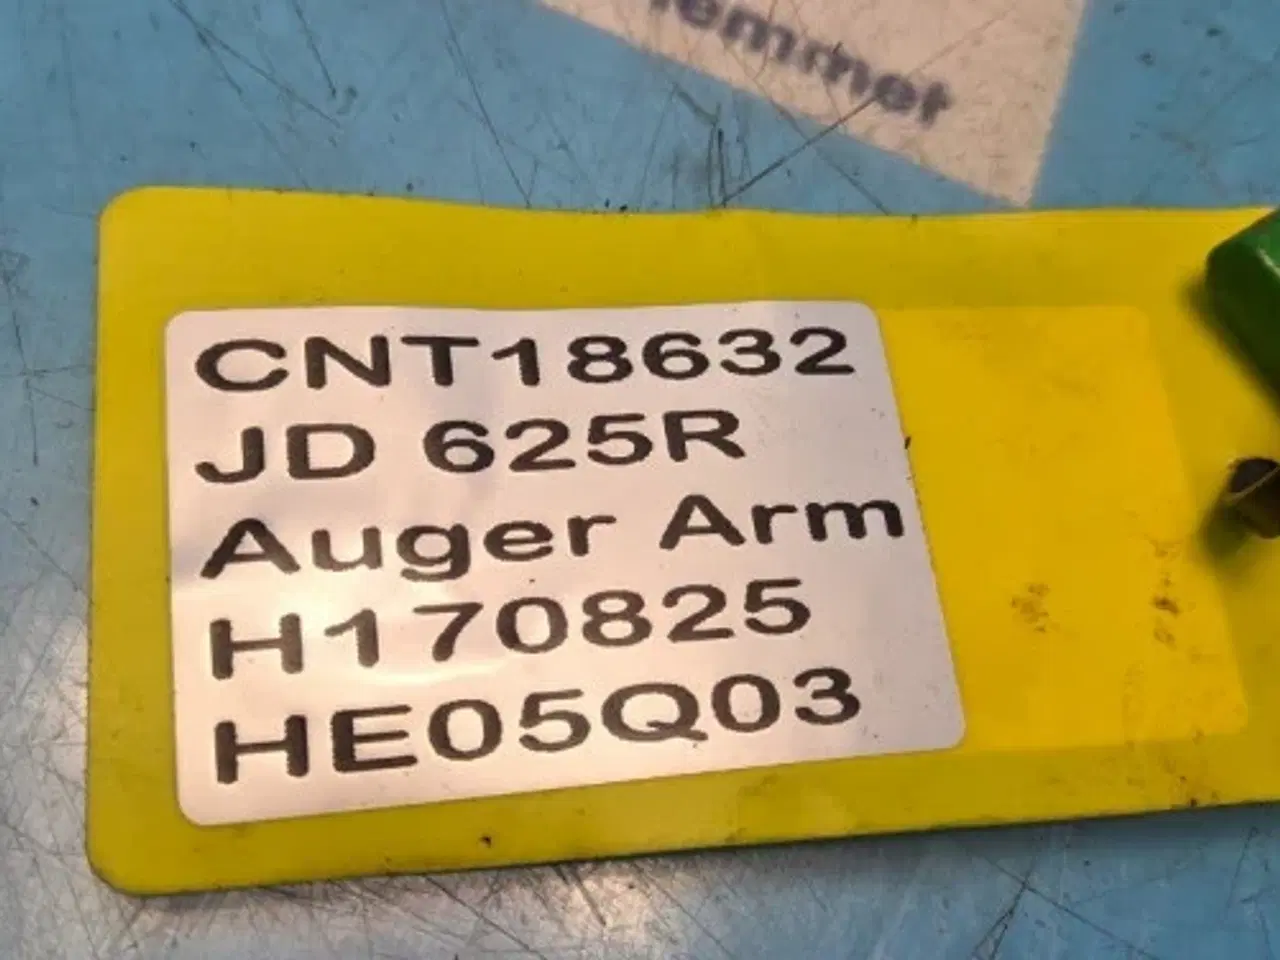 CNT18632
JD 625R
Auger Arm
H170825
HE05Q03